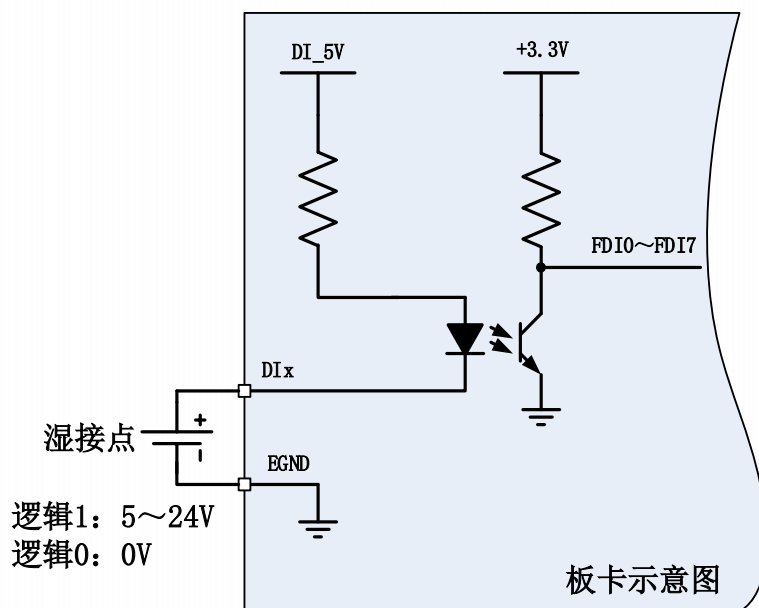 DI_5V
+3.3V
FDI0～FDI7
DIx
+
湿接点
EGND
逻辑1：5～24V
逻辑0：0V
板卡示意图